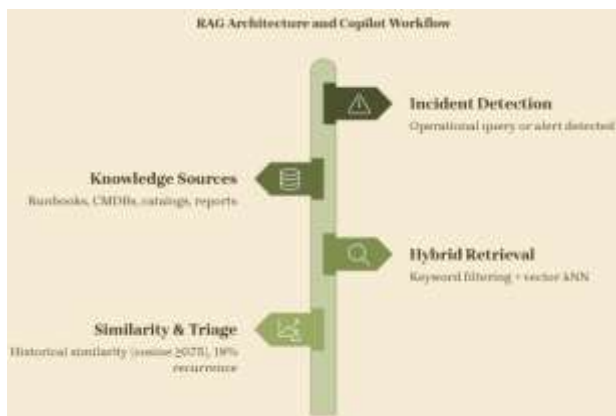 RAG Architecture and Copilot Workflow
Incident Detection
Operational query or alert detected
Knowledge Sources
Runbooks, CMDBs, catalogs, reports
Hybrid Retrieval
Keyword filtering + vector kNN
Similarity & Triage
Historical similarity (cosine ≥0.75), 18%
recurrence